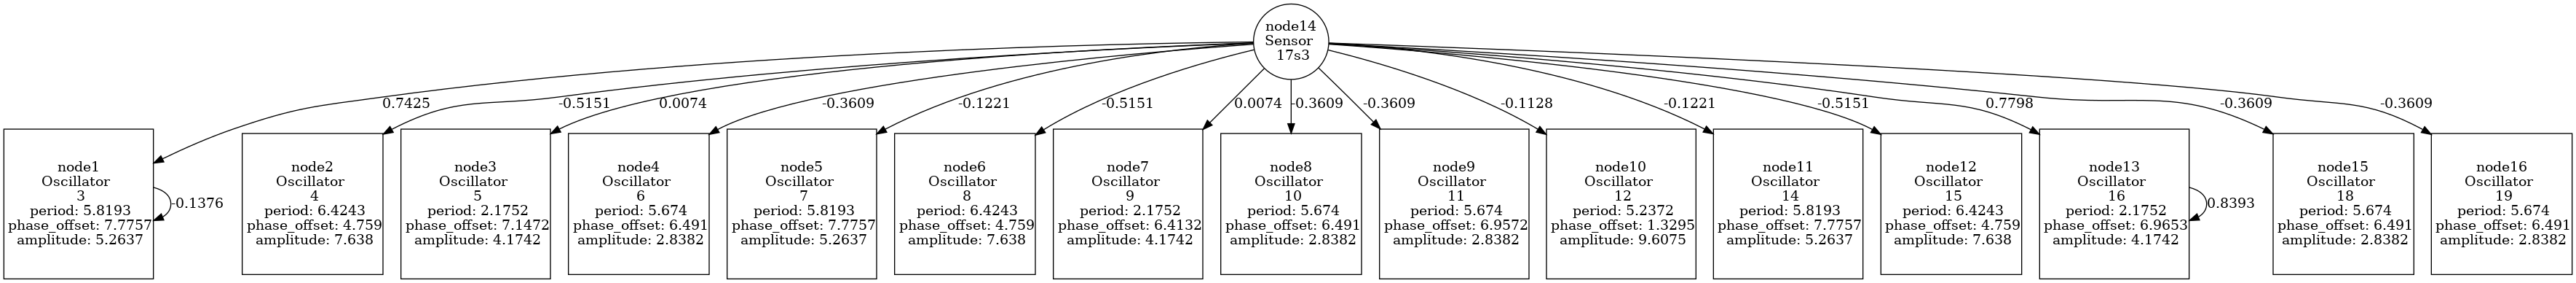 node14
Sensor
17s3
0.7425
-0.5151
0.0074
-0.3609
-0.1221
-0.5151
0.0074
-0.3609
-0.3609
-0.1128
-0.1221
-0.5151
0.7798
-0.3609
-0.3609
node1
Oscillator
3
period: 5.8193
phase_offset: 7.7757
amplitude: 5.2637
-0.1376
node2
Oscillator
4
period: 6.4243
phase_offset: 4.759
amplitude: 7.638
node3
Oscillator
5
period: 2.1752
phase_offset: 7.1472
amplitude: 4.1742
node4
Oscillator
6
period: 5.674
phase_offset: 6.491
amplitude: 2.8382
node5
Oscillator
7
period: 5.8193
phase_offset: 7.7757
amplitude: 5.2637
node6
Oscillator
8
period: 6.4243
phase_offset: 4.759
amplitude: 7.638
node7
Oscillator
9
period: 2.1752
phase_offset: 6.4132
amplitude: 4.1742
node8
Oscillator
10
period: 5.674
phase_offset: 6.491
amplitude: 2.8382
node9
Oscillator
11
period: 5.674
phase_offset: 6.9572
amplitude: 2.8382
node10
Oscillator
12
period: 5.2372
phase_offset: 1.3295
amplitude: 9.6075
node11
Oscillator
14
period: 5.8193
phase_offset: 7.7757
amplitude: 5.2637
node12
Oscillator
15
period: 6.4243
phase_offset: 4.759
amplitude: 7.638
node13
Oscillator
16
period: 2.1752
phase_offset: 6.9653
amplitude: 4.1742
0.8393
node15
Oscillator
18
period: 5.674
phase_offset: 6.491
amplitude: 2.8382
node16
Oscillator
19
period: 5.674
phase_offset: 6.491
amplitude: 2.8382